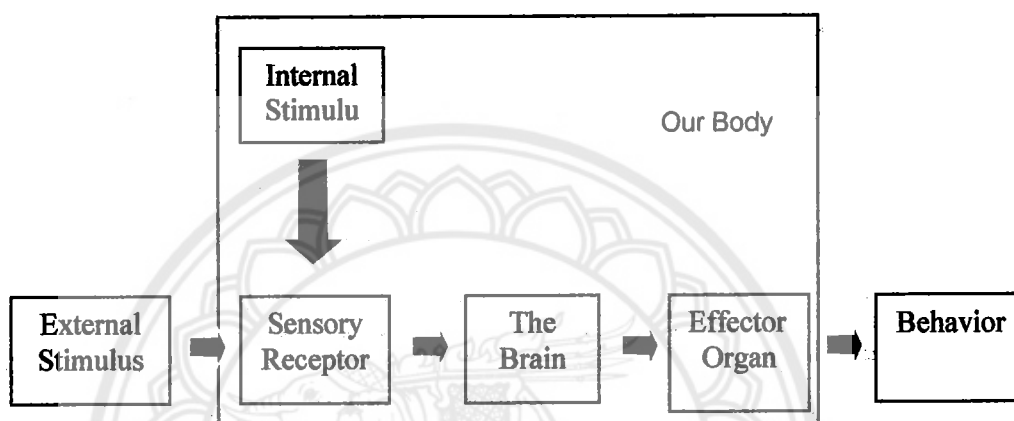 Internal
Stimulu
Our Body
External
Stimulus
Sensory
Receptor
The
Brain
Effector
Organ
Behavior